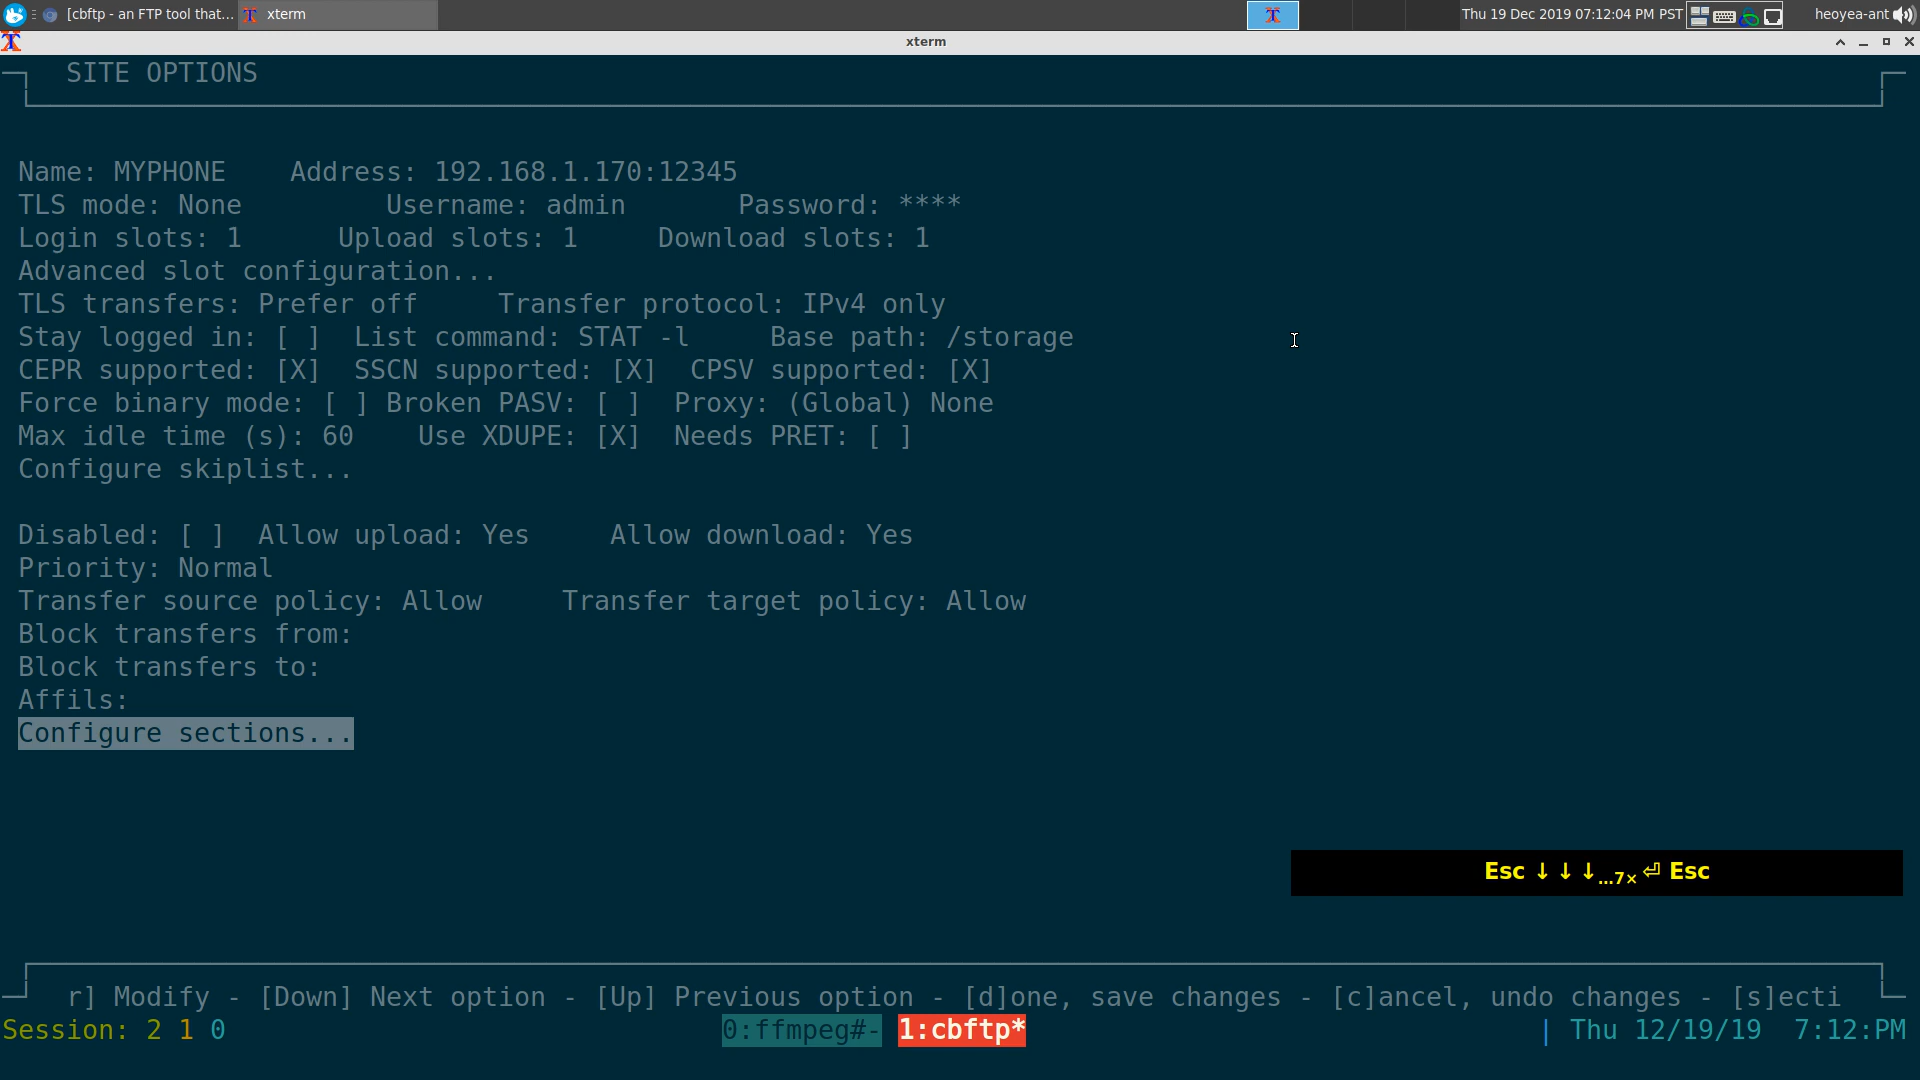 [cbftp - an FTP tool that... xterm Thu 19 Dec 2019 07:12:04 PM PST heoyea-ant
xterm
SITE OPTIONS
Name: MYPHONE Address: 192.168.1.170:12345
TLS mode: None Username: admin Password: ****
Login slots: 1 Upload slots: 1 Download slots: 1
Advanced slot configuration...
TLS transfers: Prefer off Transfer protocol: IPv4 only
Stay logged in: [ ] List command: STAT -l Base path: /storage
CEPR supported: [X] SSCN supported: [X] CPSV supported: [X]
Force binary mode: [ ] Broken PASV: [ ] Proxy: (Global) None
Max idle time (s): 60 Use XDUPE: [X] Needs PRET: [ ]
Configure skiplist...
Disabled: [ ] Allow upload: Yes Allow download: Yes
Priority: Normal
Transfer source policy: Allow Transfer target policy: Allow
Block transfers from:
Block transfers to:
Affils:
Configure sections...
Esc ↓ ↓ ↓...7× ⏎ Esc
r] Modify - [Down] Next option - [Up] Previous option - [d]one, save changes - [c]ancel, undo changes - [s]ecti
Session: 2 1 0 0:ffmpeg#- 1:cbftp* | Thu 12/19/19 7:12:PM